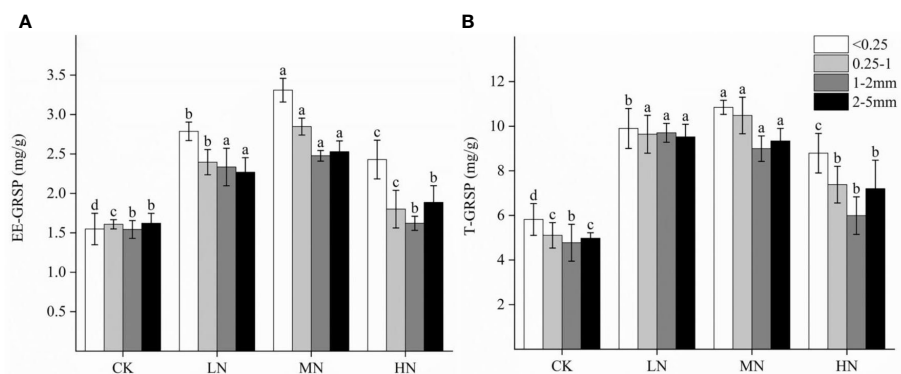 A
EE-GRSP (mg/g)
3.5
3.0
2.5
2.0
1.5
1.0
0.5
d c b b
b b a a
a a a a
c c b b
CK LN MN HN
B
T-GRSP (mg/g)
12
10
8
6
4
2
d c b c
b a a a
a a a a
c b b b
CK LN MN HN
<0.25
0.25-1
1-2mm
2-5mm